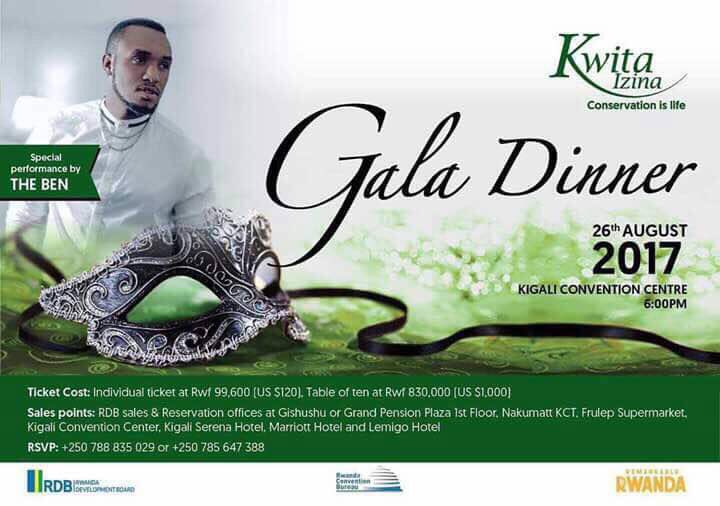 Kwita
Izina
Conservation is life
Special
performance by
THE BEN
Gala Dinner
26th AUGUST
2017
KIGALI CONVENTION CENTRE
6:00PM
Ticket Cost: Individual ticket at Rwf 99,600 [US $120], Table of ten at Rwf 830,000 [US $1,000]
Sales points: RDB sales & Reservation offices at Gishushu or Grand Pension Plaza 1st Floor, Nakumatt KCT, Frulep Supermarket,
Kigali Convention Center, Kigali Serena Hotel, Marriott Hotel and Lemigo Hotel
RSVP: +250 788 835 029 or +250 785 647 388
RDB RWANDA
DEVELOPMENT BOARD
Rwanda
Convention
Bureau
REMARKABLE
RWANDA